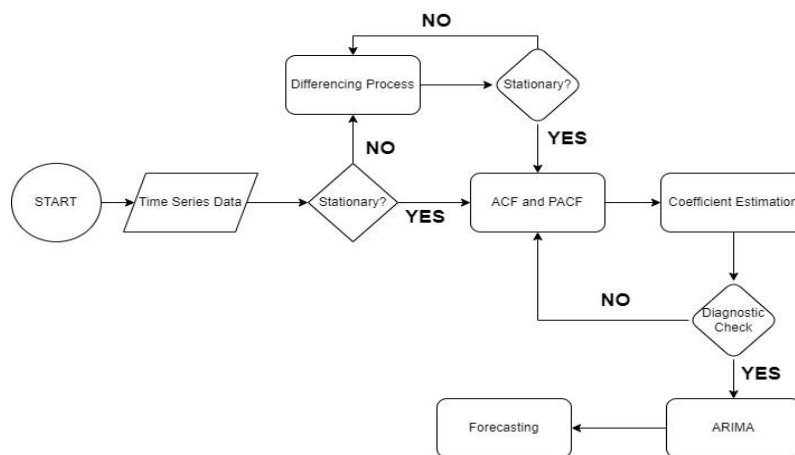 NO
Differencing Process
Stationary?
NO
YES
START
Time Series Data
Stationary?
YES
ACF and PACF
Coefficient Estimation
NO
Diagnostic
Check
YES
Forecasting
ARIMA